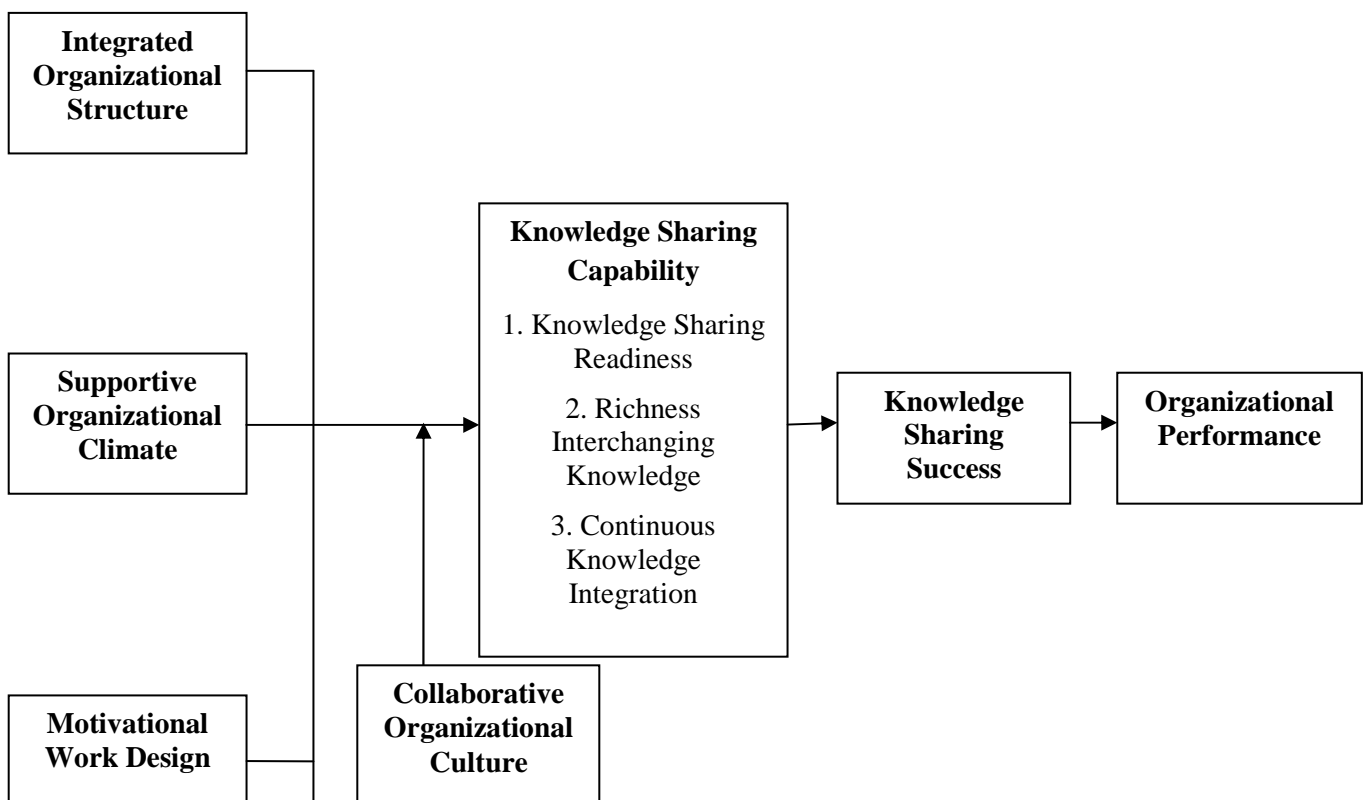 Integrated
Organizational
Structure
Supportive
Organizational
Climate
Motivational
Work Design
Knowledge Sharing
Capability
1. Knowledge Sharing
Readiness
2. Richness
Interchanging
Knowledge
3. Continuous
Knowledge
Integration
Collaborative
Organizational
Culture
Knowledge
Sharing
Success
Organizational
Performance